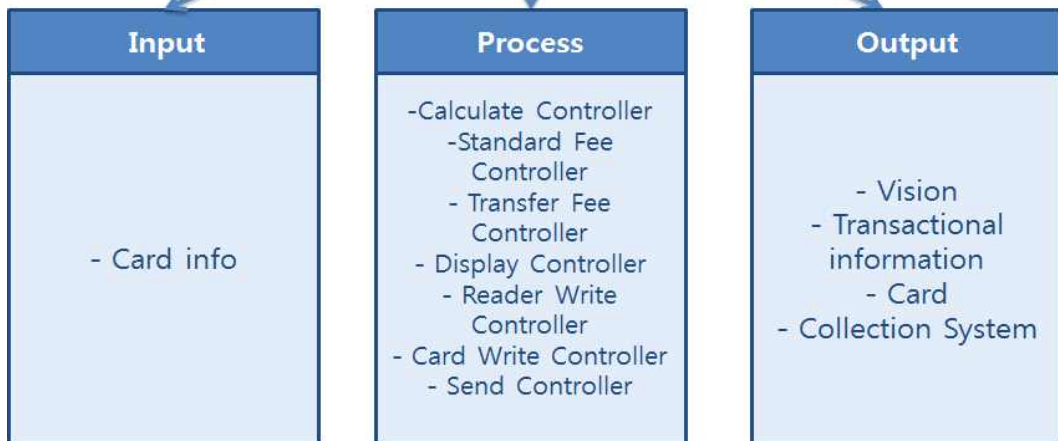 Input
- Card info
Process
-Calculate Controller
-Standard Fee
Controller
- Transfer Fee
Controller
- Display Controller
- Reader Write
Controller
- Card Write Controller
- Send Controller
Output
- Vision
- Transactional
information
- Card
- Collection System